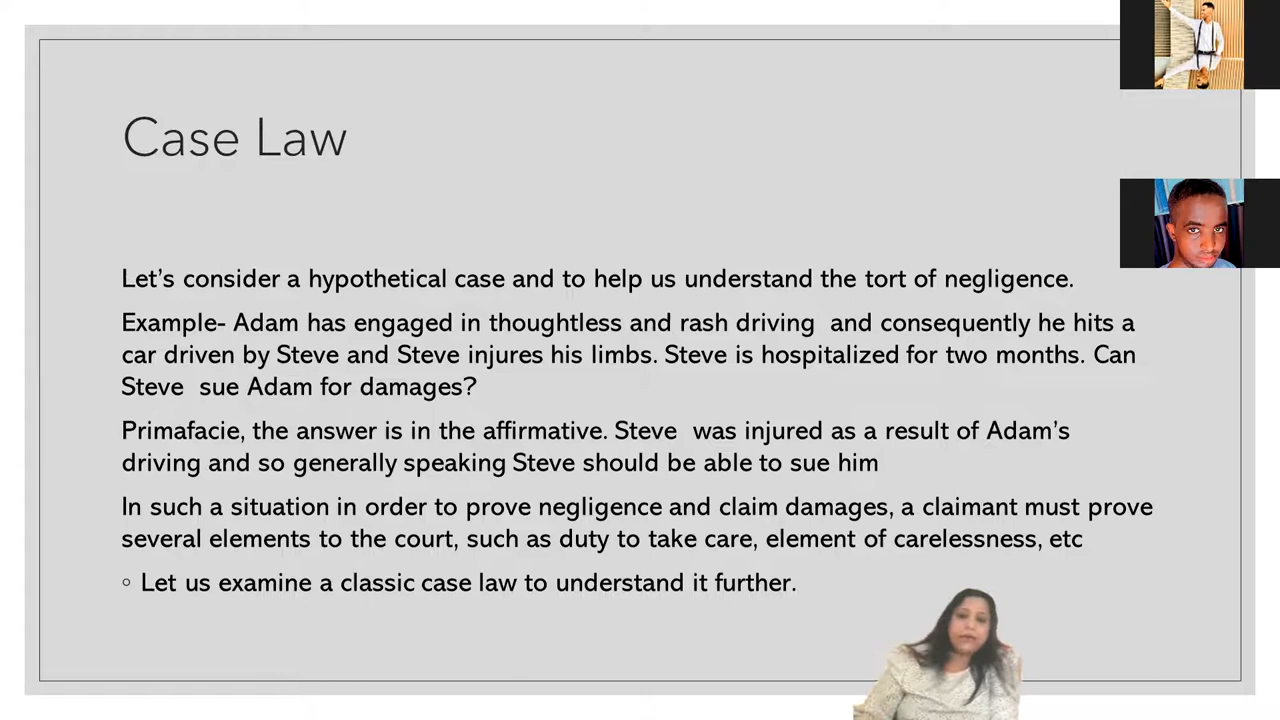 Case Law
Let’s consider a hypothetical case and to help us understand the tort of negligence.
Example- Adam has engaged in thoughtless and rash driving  and consequently he hits a
car driven by Steve and Steve injures his limbs. Steve is hospitalized for two months. Can
Steve  sue Adam for damages?
Primafacie, the answer is in the affirmative. Steve  was injured as a result of Adam’s
driving and so generally speaking Steve should be able to sue him
In such a situation in order to prove negligence and claim damages, a claimant must prove
several elements to the court, such as duty to take care, element of carelessness, etc
◦ Let us examine a classic case law to understand it further.